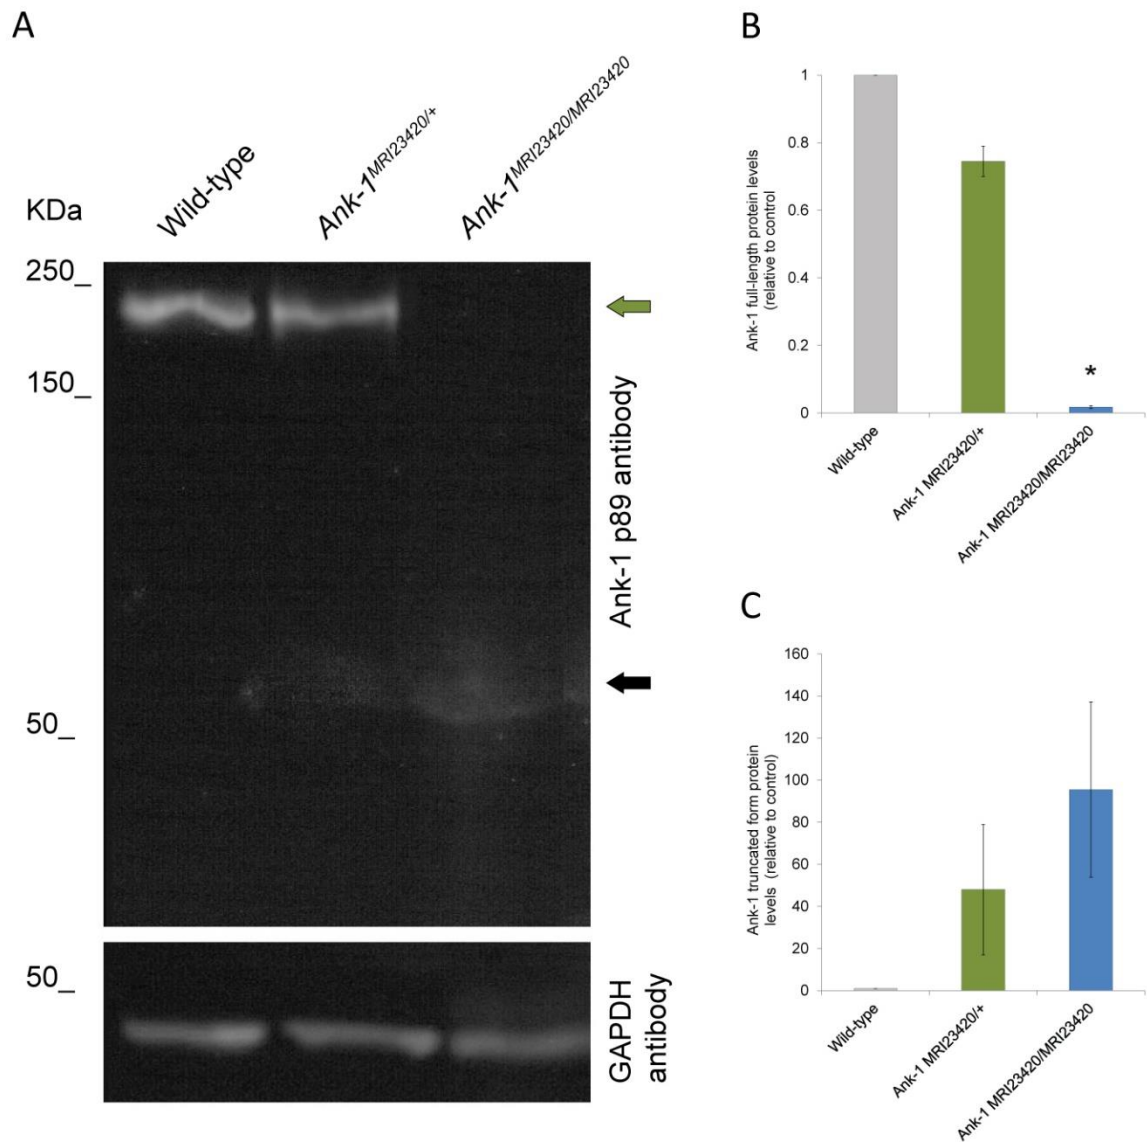 A
KDa
Wild-type
Ank-1MRI23420/+
Ank-1MRI23420/MRI23420
250_
150_
50_
Ank-1 p89 antibody
50_
GAPDH
antibody
B
Ank-1 full-length protein levels
(relative to control
1
0.8
0.6
0.4
0.2
0
*
Wild-type
Ank-1 MRI23420/+
Ank-1 MRI23420/MRI23420
C
Ank-1 truncated form protein
levels (relative to control)
160
140
120
100
80
60
40
20
0
Wild-type
Ank-1 MRI23420/+
Ank-1 MRI23420/MRI23420